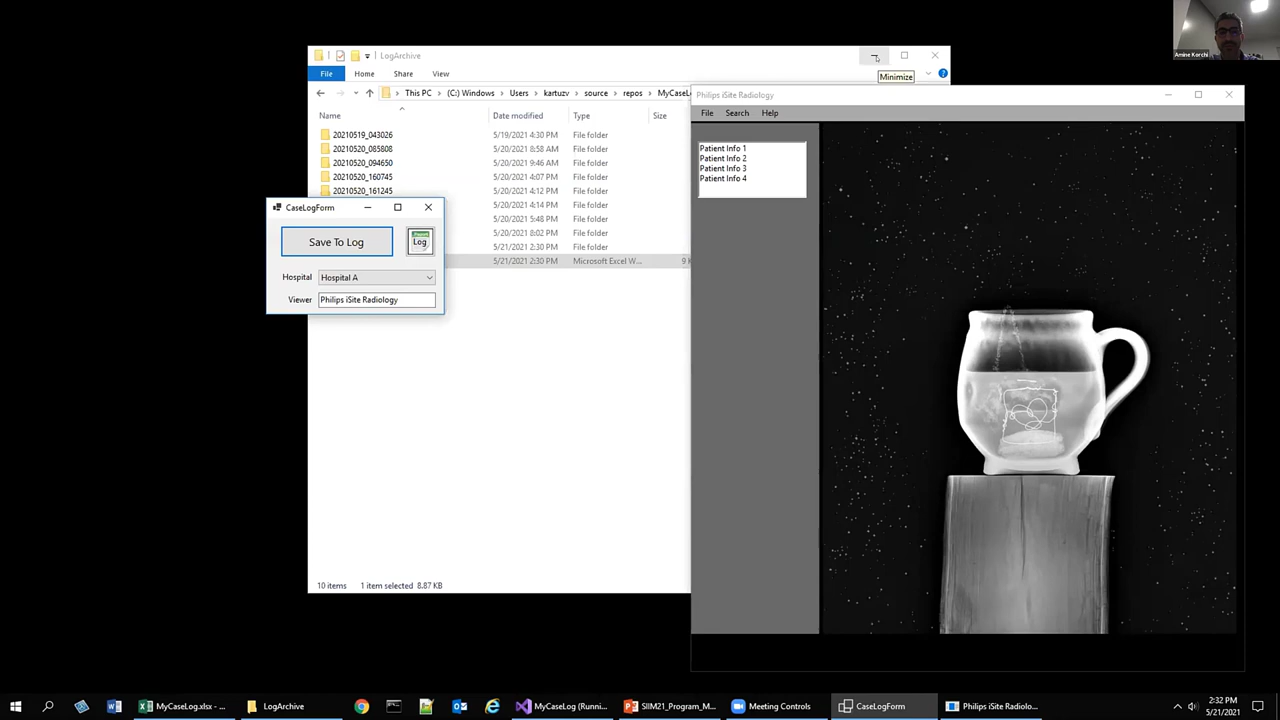 Amine Korchi
LogArchive
Minimize
File Home Share View
This PC (C:) Windows Users kartuzv source repos MyCaseL
Name Date modified Type Size
20210519_043026 5/19/2021 4:30 PM File folder
20210520_085808 5/20/2021 8:58 AM File folder
20210520_094650 5/20/2021 9:46 AM File folder
20210520_160745 5/20/2021 4:07 PM File folder
20210520_161245 5/20/2021 4:12 PM File folder
5/20/2021 4:14 PM File folder
5/20/2021 5:48 PM File folder
5/20/2021 8:02 PM File folder
5/21/2021 2:30 PM File folder
5/21/2021 2:30 PM Microsoft Excel W... 9 K
10 items 1 item selected 8.87 KB
CaseLogForm
Save To Log
Log
Hospital Hospital A
Viewer Philips iSite Radiology
Philips iSite Radiology
File Search Help
Patient Info 1
Patient Info 2
Patient Info 3
Patient Info 4
MyCaseLog.xlsx - ...
LogArchive
MyCaseLog (Runni...
SIIM21_Program_M...
Meeting Controls
CaseLogForm
Philips iSite Radiolo...
2:32 PM
5/21/2021